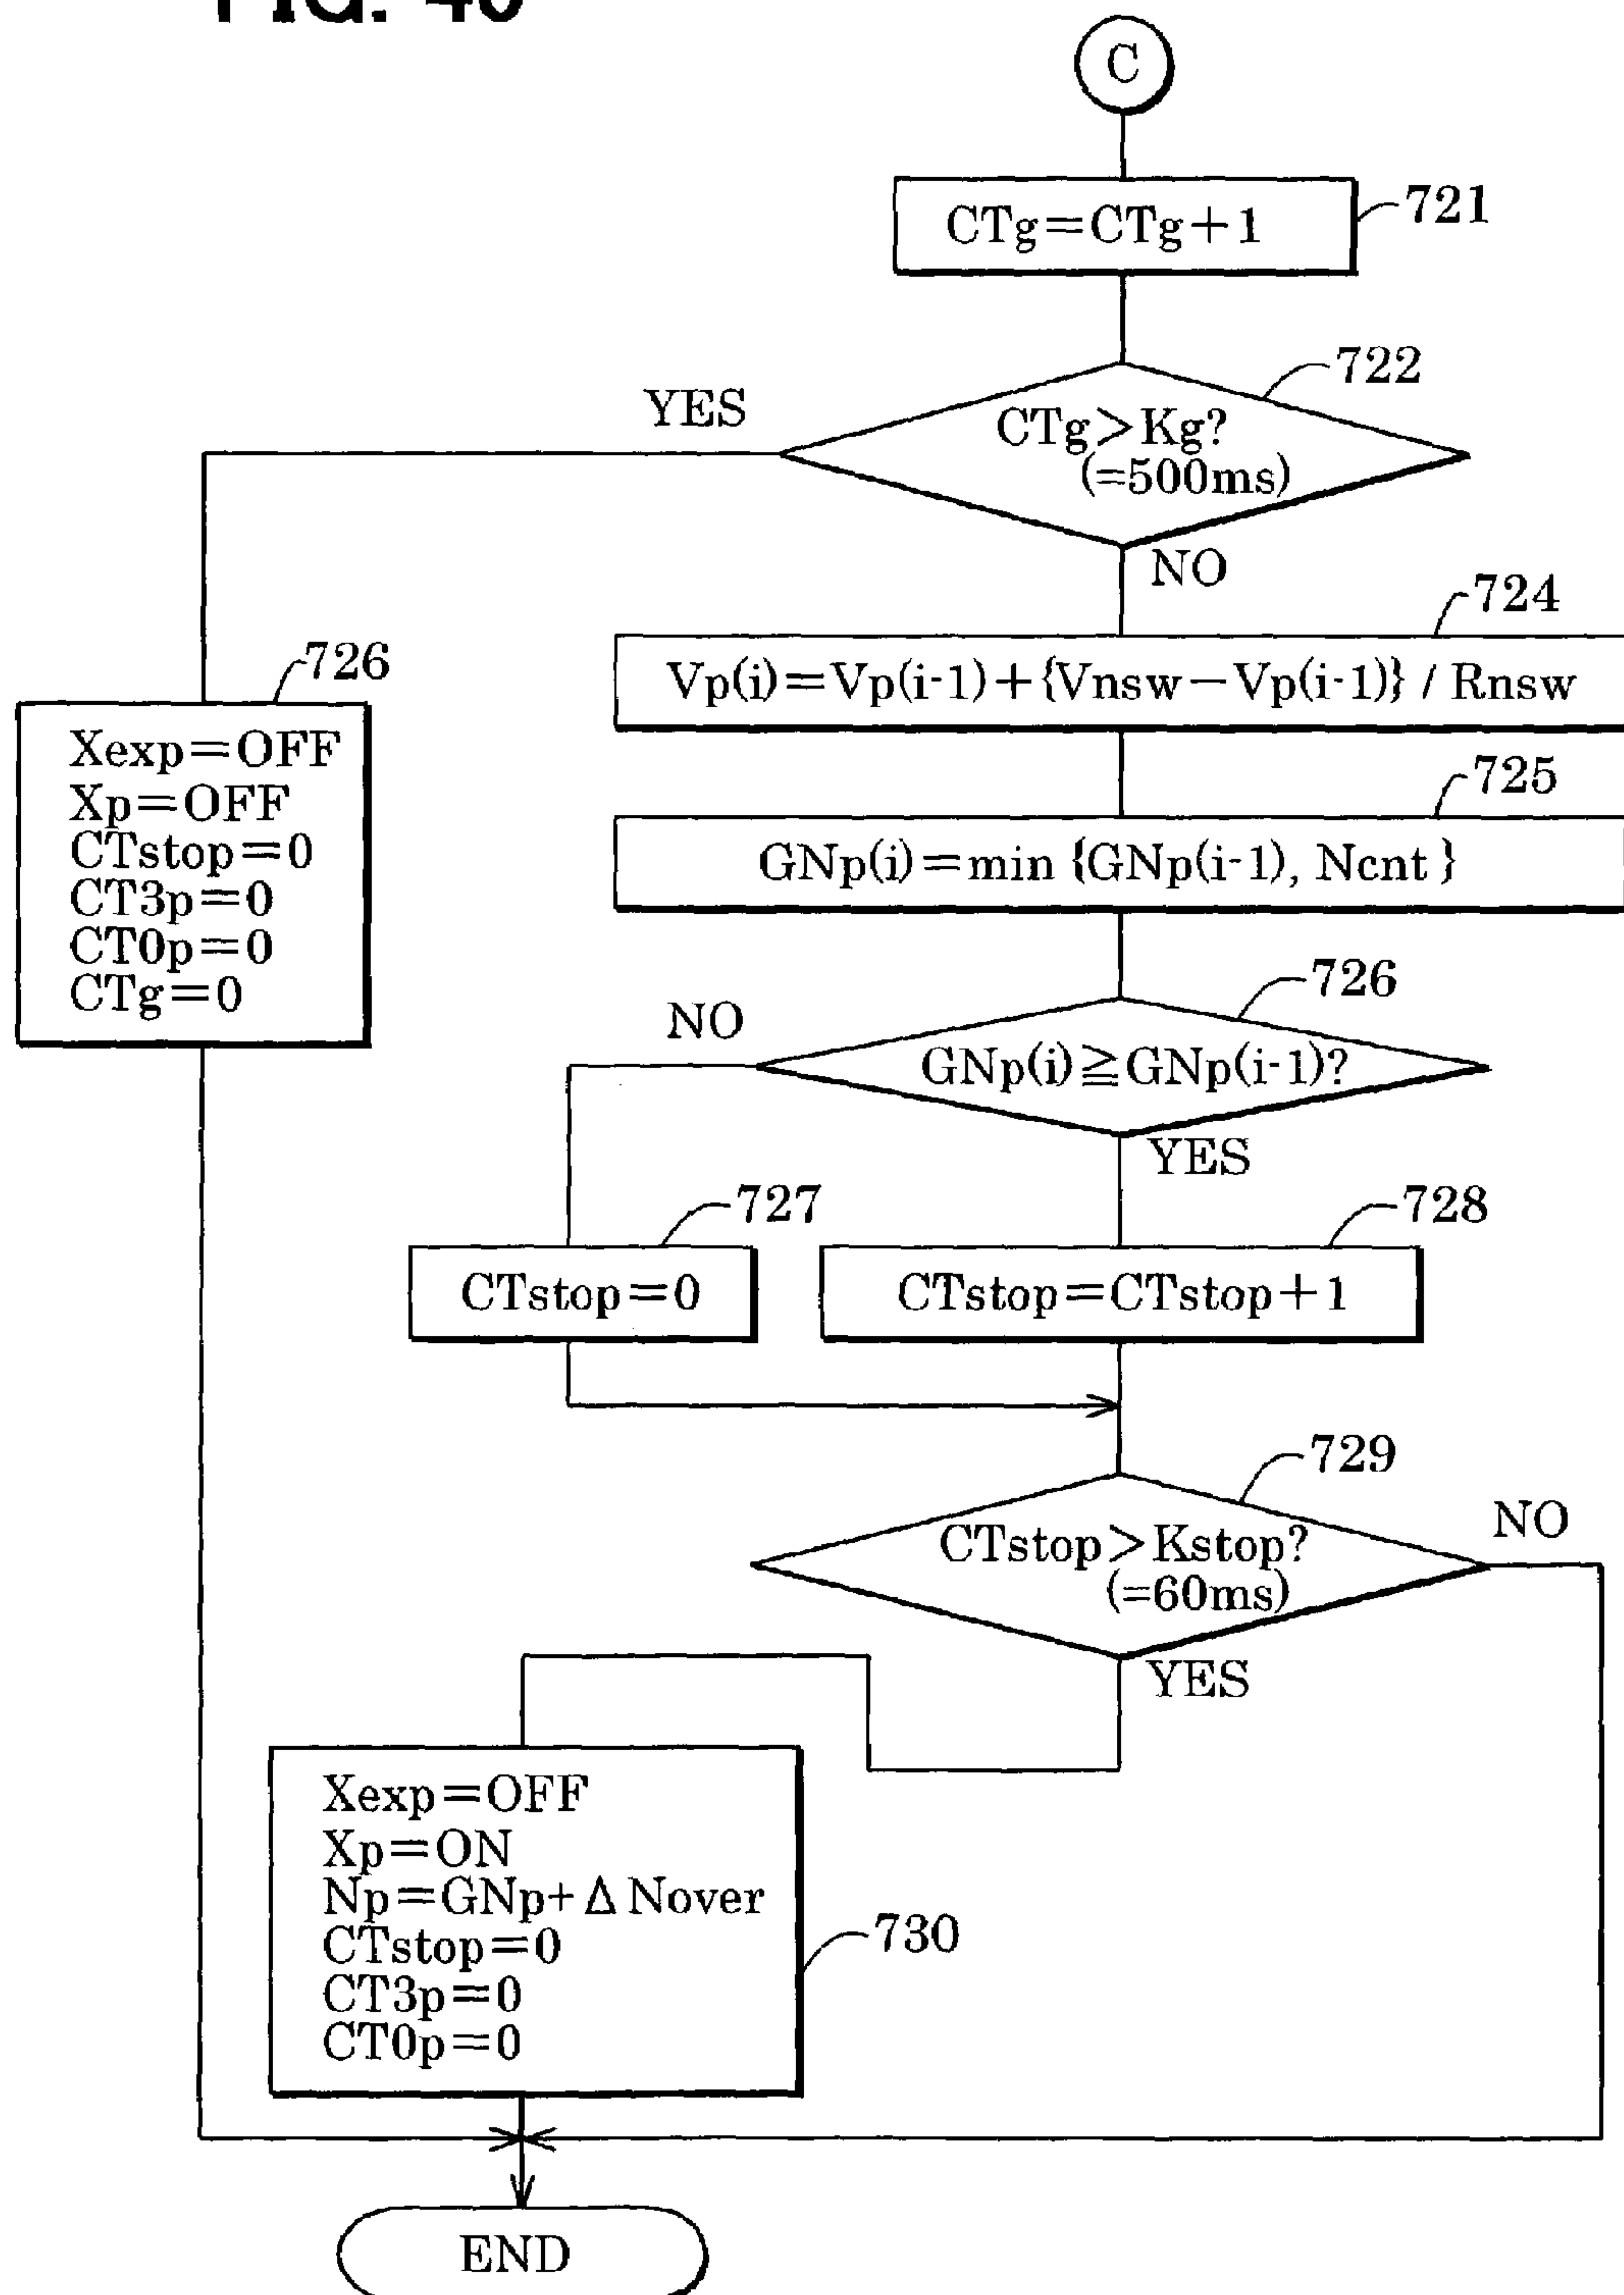 FIG. 40
C
CTg=CTg+1
721
722
YES
CTg>Kg?
(=500ms)
NO
724
Vp(i)=Vp(i-1)+{Vnsw−Vp(i-1)} / Rnsw
726
Xexp=OFF
Xp=OFF
CTstop=0
CT3p=0
CT0p=0
CTg=0
725
GNp(i)=min {GNp(i-1), Ncnt }
726
NO
GNp(i)≧GNp(i-1)?
YES
727
CTstop=0
728
CTstop=CTstop+1
729
NO
CTstop>Kstop?
(=60ms)
YES
Xexp=OFF
Xp=ON
Np=GNp+Δ Nover
CTstop=0
CT3p=0
CT0p=0
730
END